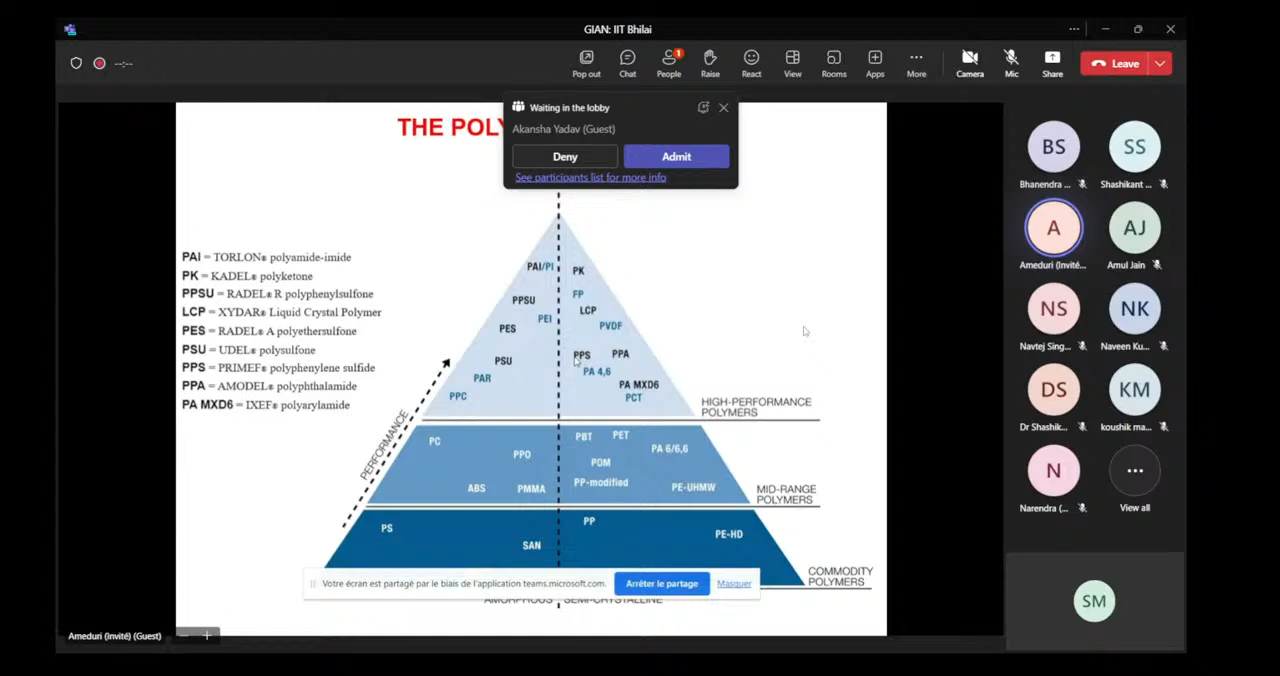 GIAN: IIT Bhilai
--:--
Pop out
Chat
1
People
Raise
React
View
Rooms
Apps
More
Camera
Mic
Share
Leave
Waiting in the lobby
Akansha Yadav (Guest)
Deny
Admit
See participants list for more info
THE POLY
PAI = TORLON® polyamide-imide
PK = KADEL® polyketone
PPSU = RADEL® R polyphenylsulfone
LCP = XYDAR® Liquid Crystal Polymer
PES = RADEL® A polyethersulfone
PSU = UDEL® polysulfone
PPS = PRIMEF® polyphenylene sulfide
PPA = AMODEL® polyphthalamide
PA MXD6 = IXEF® polyarylamide
PERFORMANCE
PAI/PI
PK
PPSU
FP
PEI
LCP
PES
PVDF
PSU
PPS
PPA
PAR
PA 4,6
PPC
PA MXD6
PCT
HIGH-PERFORMANCE
POLYMERS
PC
PBT
PET
PPO
POM
PA 6/6,6
ABS
PMMA
PP-modified
PE-UHMW
MID-RANGE
POLYMERS
PS
PP
SAN
PE-HD
COMMODITY
POLYMERS
AMORPHOUS
SEMI-CRYSTALLINE
Votre écran est partagé par le biais de l'application teams.microsoft.com.
Arrêter le partage
Masquer
Ameduri (Invité) (Guest)
BS
Bhanendra ...
SS
Shashikant ...
A
Ameduri (Invité...
AJ
Amul Jain
NS
Navtej Sing...
NK
Naveen Ku...
DS
Dr Shashik...
KM
koushik ma...
N
Narendra (...
View all
SM